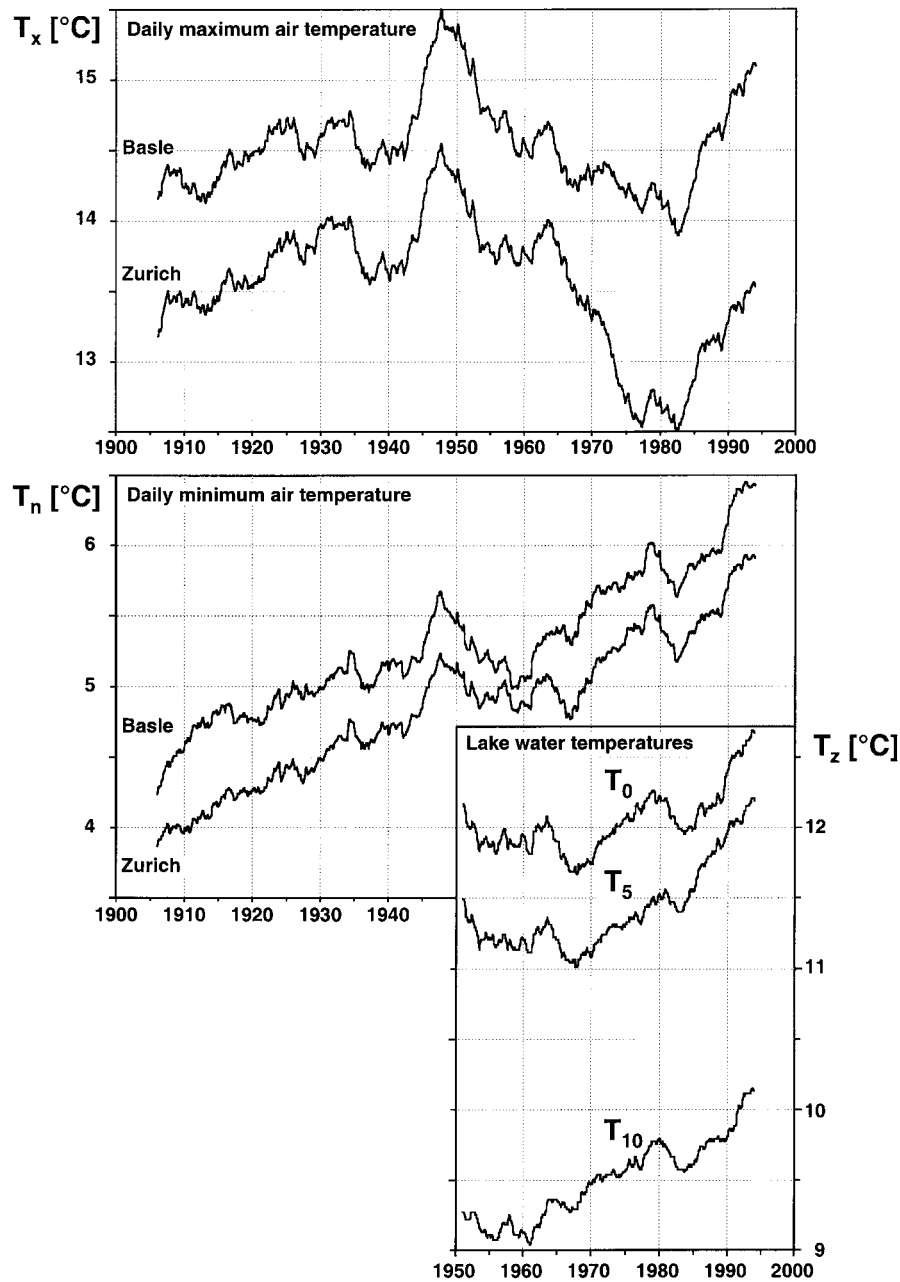 Tx [°C]
Daily maximum air temperature
15
Basle
14
Zurich
13
1900 1910 1920 1930 1940 1950 1960 1970 1980 1990 2000
Tn [°C]
Daily minimum air temperature
6
5
Basle
4
Zurich
1900 1910 1920 1930 1940
Lake water temperatures
Tz [°C]
T0
12
T5
11
10
T10
9
1950 1960 1970 1980 1990 2000